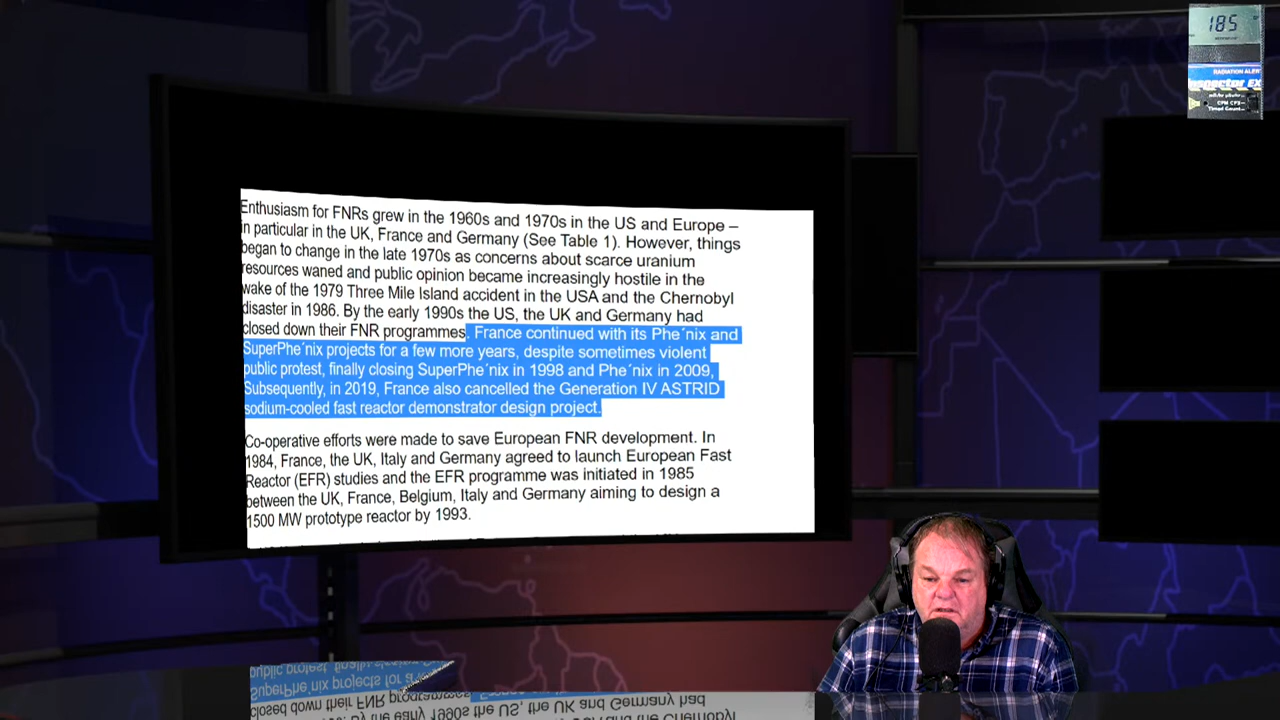 185
RADIATION ALERT
Inspector EX
CPM CPS
Timed Count
Enthusiasm for FNRs grew in the 1960s and 1970s in the US and Europe –
in particular in the UK, France and Germany (See Table 1). However, things
began to change in the late 1970s as concerns about scarce uranium
resources waned and public opinion became increasingly hostile in the
wake of the 1979 Three Mile Island accident in the USA and the Chernobyl
disaster in 1986. By the early 1990s the US, the UK and Germany had
closed down their FNR programmes. France continued with its Phe´nix and
SuperPhe´nix projects for a few more years, despite sometimes violent
public protest, finally closing SuperPhe´nix in 1998 and Phe´nix in 2009,
Subsequently, in 2019, France also cancelled the Generation IV ASTRID
sodium-cooled fast reactor demonstrator design project.
Co-operative efforts were made to save European FNR development. In
1984, France, the UK, Italy and Germany agreed to launch European Fast
Reactor (EFR) studies and the EFR programme was initiated in 1985
between the UK, France, Belgium, Italy and Germany aiming to design a
1500 MW prototype reactor by 1993.